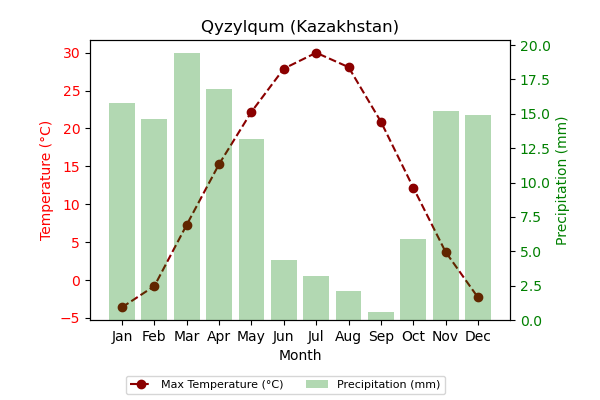 Qyzylqum (Kazakhstan)
30
25
20
15
10
5
0
−5
Temperature (°C)
20.0
17.5
15.0
12.5
10.0
7.5
5.0
2.5
0.0
Precipitation (mm)
Jan Feb Mar Apr May Jun Jul Aug Sep Oct Nov Dec
Month
Max Temperature (°C) Precipitation (mm)